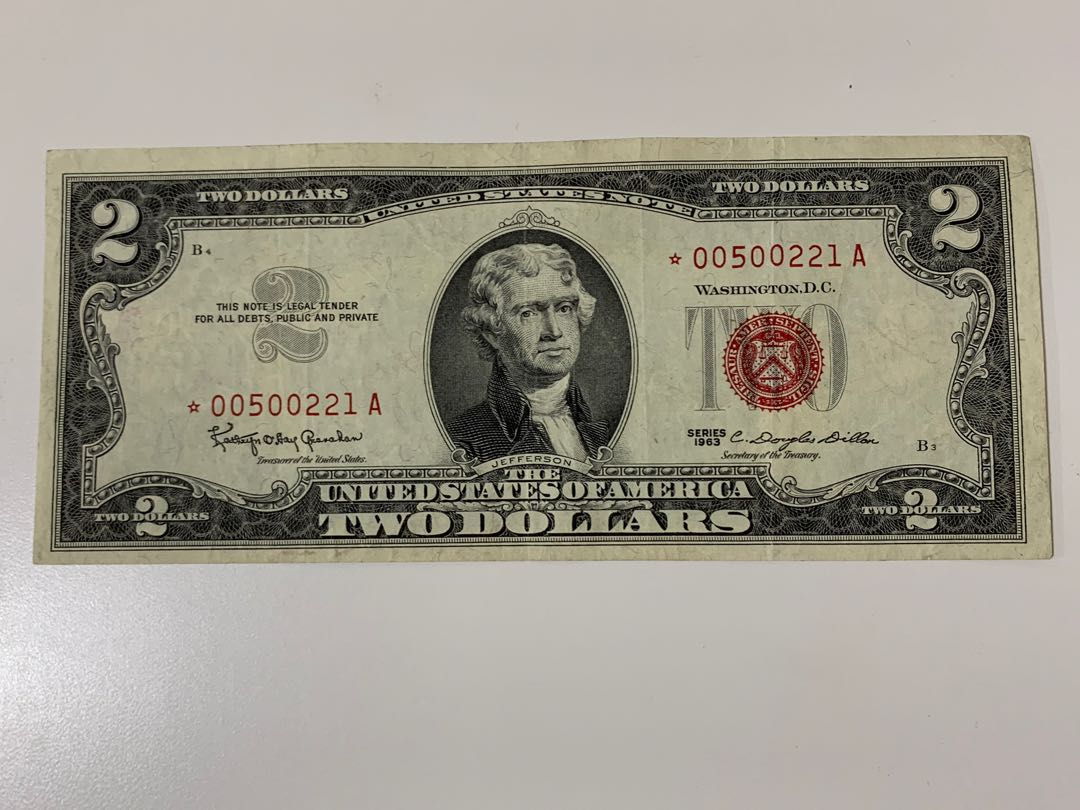 TWO DOLLARS
UNITED STATES NOTE
TWO DOLLARS
2
2
B4
☆ 00500221 A
WASHINGTON, D.C.
2
THIS NOTE IS LEGAL TENDER
FOR ALL DEBTS, PUBLIC AND PRIVATE
TWO
☆ 00500221 A
Kathryn O'Hay Granahan
Treasurer of the United States.
JEFFERSON
SERIES
1963
C. Douglas Dillon
Secretary of the Treasury.
B3
THE
UNITED STATES OF AMERICA
TWO DOLLARS
2
TWO DOLLARS
2
TWO DOLLARS